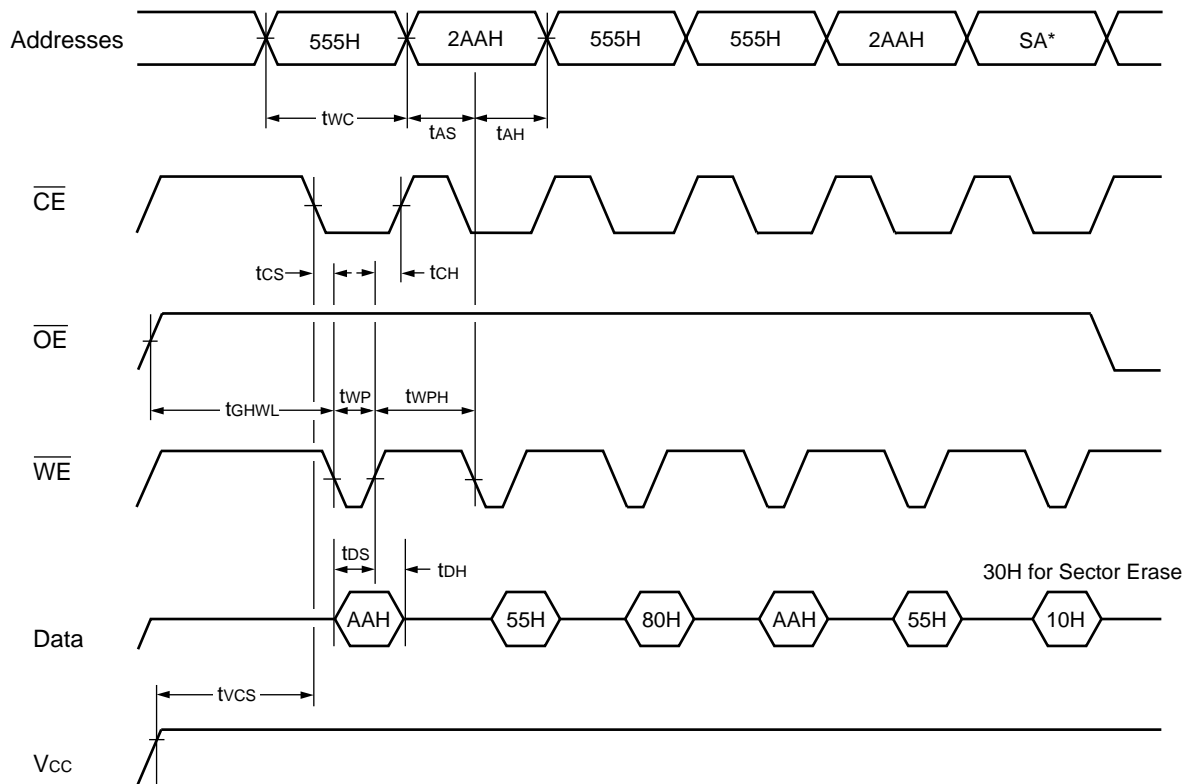 Addresses 555H 2AAH 555H 555H 2AAH SA*
tWC tAS tAH
CE
tCS tCH
OE
tGHWL tWP tWPH
WE
tDS tDH
30H for Sector Erase
Data AAH 55H 80H AAH 55H 10H
tVCS
VCC